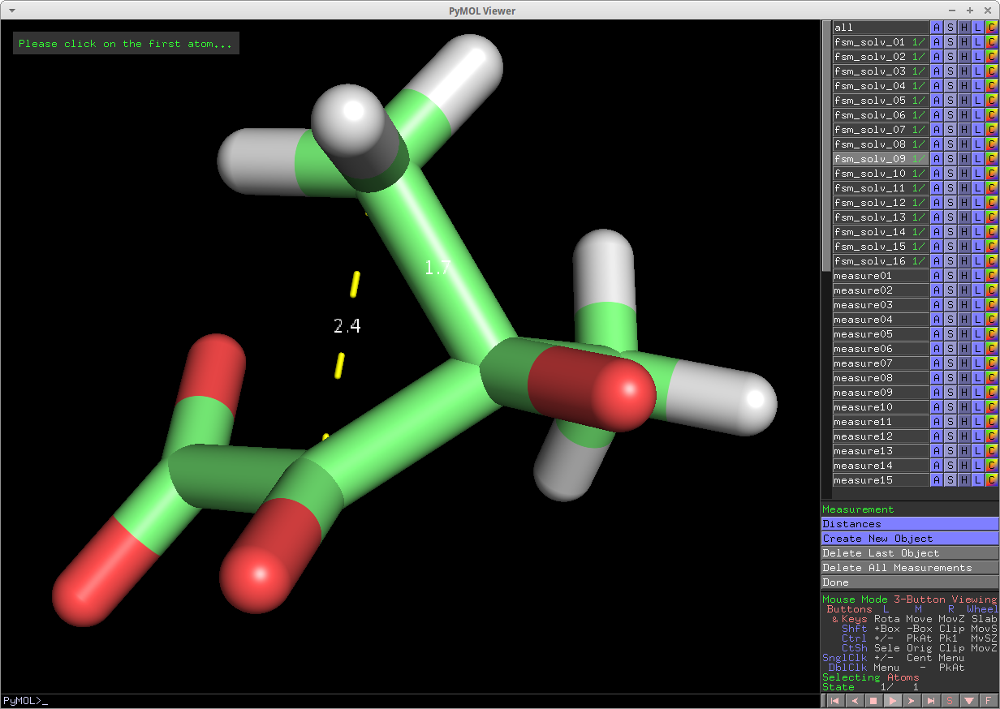 PyMOL Viewer
Please click on the first atom...
1.7
2.4
all A S H L C
fsm_solv_01 1/ A S H L C
fsm_solv_02 1/ A S H L C
fsm_solv_03 1/ A S H L C
fsm_solv_04 1/ A S H L C
fsm_solv_05 1/ A S H L C
fsm_solv_06 1/ A S H L C
fsm_solv_07 1/ A S H L C
fsm_solv_08 1/ A S H L C
fsm_solv_09 1/ A S H L C
fsm_solv_10 1/ A S H L C
fsm_solv_11 1/ A S H L C
fsm_solv_12 1/ A S H L C
fsm_solv_13 1/ A S H L C
fsm_solv_14 1/ A S H L C
fsm_solv_15 1/ A S H L C
fsm_solv_16 1/ A S H L C
measure01 A S H L C
measure02 A S H L C
measure03 A S H L C
measure04 A S H L C
measure05 A S H L C
measure06 A S H L C
measure07 A S H L C
measure08 A S H L C
measure09 A S H L C
measure10 A S H L C
measure11 A S H L C
measure12 A S H L C
measure13 A S H L C
measure14 A S H L C
measure15 A S H L C
Measurement
Distances
Create New Object
Delete Last Object
Delete All Measurements
Done
Mouse Mode 3-Button Viewing
Buttons L M R Wheel
& Keys Rota Move MovZ Slab
Shft +Box -Box Clip MovS
Ctrl +/- PkAt Pk1 MvSZ
CtSh Sele Orig Clip MovZ
SnglClk +/- Cent Menu
DblClk Menu - PkAt
Selecting Atoms
State 1/ 1
PyMOL>_
S F